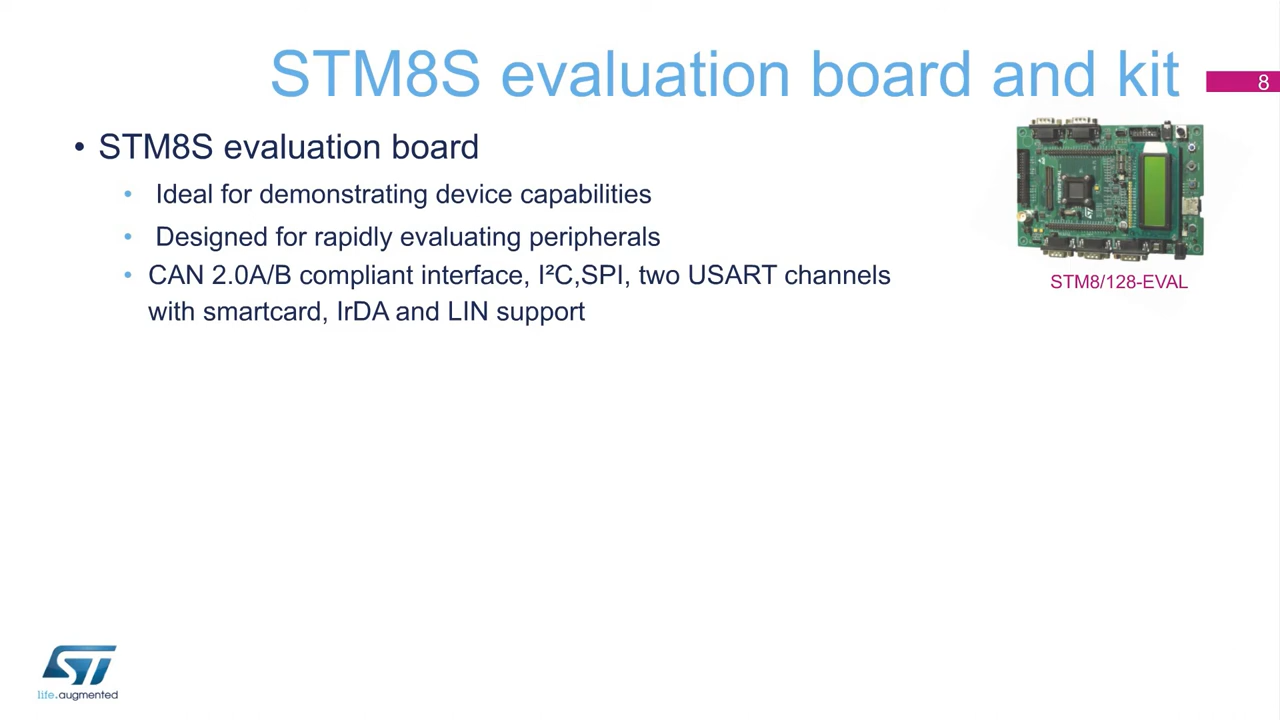 STM8S evaluation board and kit
8
• STM8S evaluation board
• Ideal for demonstrating device capabilities
• Designed for rapidly evaluating peripherals
• CAN 2.0A/B compliant interface, I²C,SPI, two USART channels
with smartcard, IrDA and LIN support
STM8/128-EVAL
ST
life.augmented